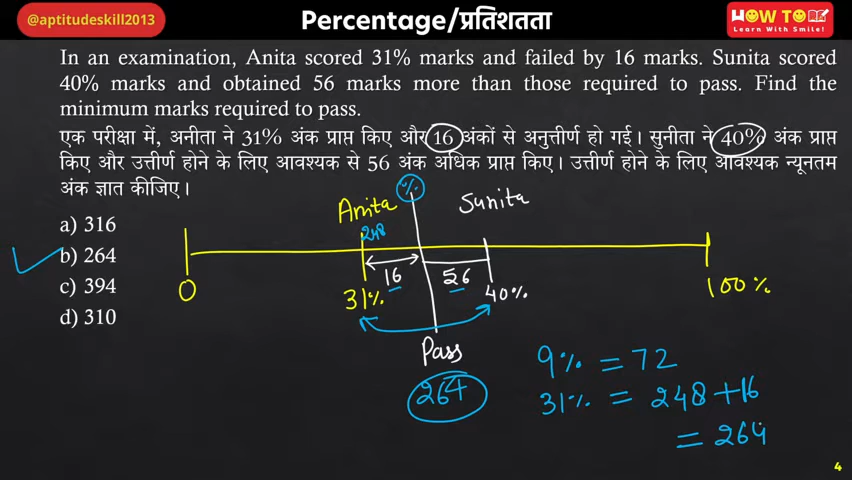 @aptitudeskill2013
Percentage/प्रतिशतता
HOW TO
Learn With Smile!
In an examination, Anita scored 31% marks and failed by 16 marks. Sunita scored
40% marks and obtained 56 marks more than those required to pass. Find the
minimum marks required to pass.
एक परीक्षा में, अनीता ने 31% अंक प्राप्त किए और 16 अंकों से अनुत्तीर्ण हो गई। सुनीता ने 40% अंक प्राप्त
किए और उत्तीर्ण होने के लिए आवश्यक से 56 अंक अधिक प्राप्त किए। उत्तीर्ण होने के लिए आवश्यक न्यूनतम
अंक ज्ञात कीजिए।
a) 316
b) 264
c) 394
d) 310
%
Anita
Sunita
248
16
56
0
31%
40%
100%
Pass
264
9% = 72
31% = 248 + 16
= 264
4